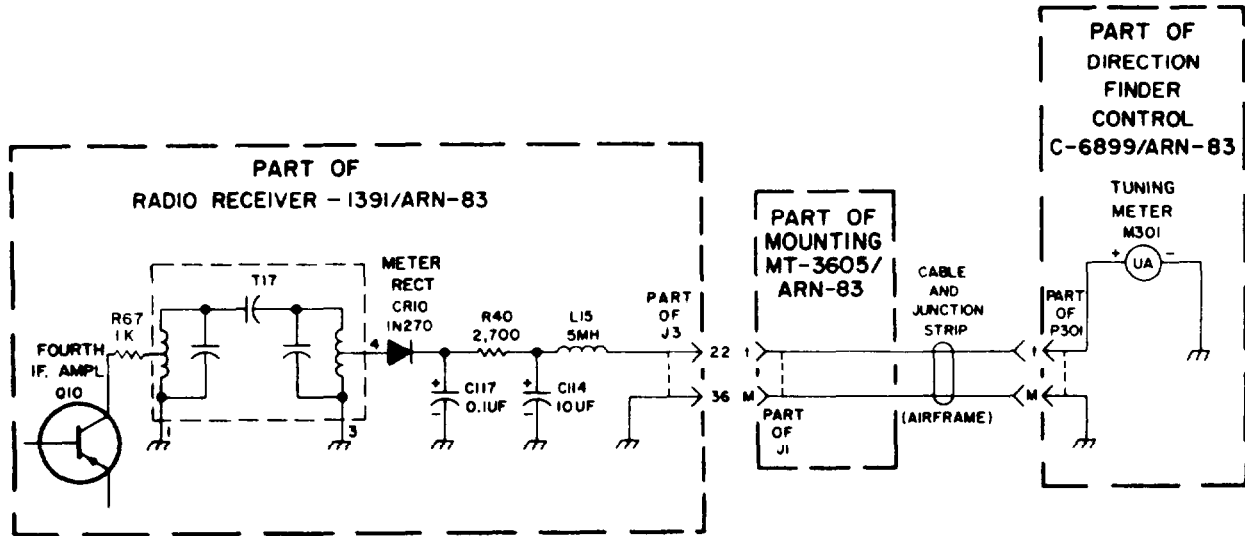 PART OF
DIRECTION
FINDER
CONTROL
C-6899/ARN-83
TUNING
METER
M301
+
UA
-
PART OF
RADIO RECEIVER - 1391/ARN-83
PART OF
MOUNTING
MT-3605/
ARN-83
T17
METER
RECT
CR10
1N270
R67
1K
FOURTH
IF. AMPL
Q10
1
3
4
R40
2,700
L15
5MH
+
C117
0.1UF
-
+
C114
10UF
-
PART
OF
J3
22
36
t
M
PART
OF
J1
CABLE
AND
JUNCTION
STRIP
(AIRFRAME)
PART
OF
P301
t
M